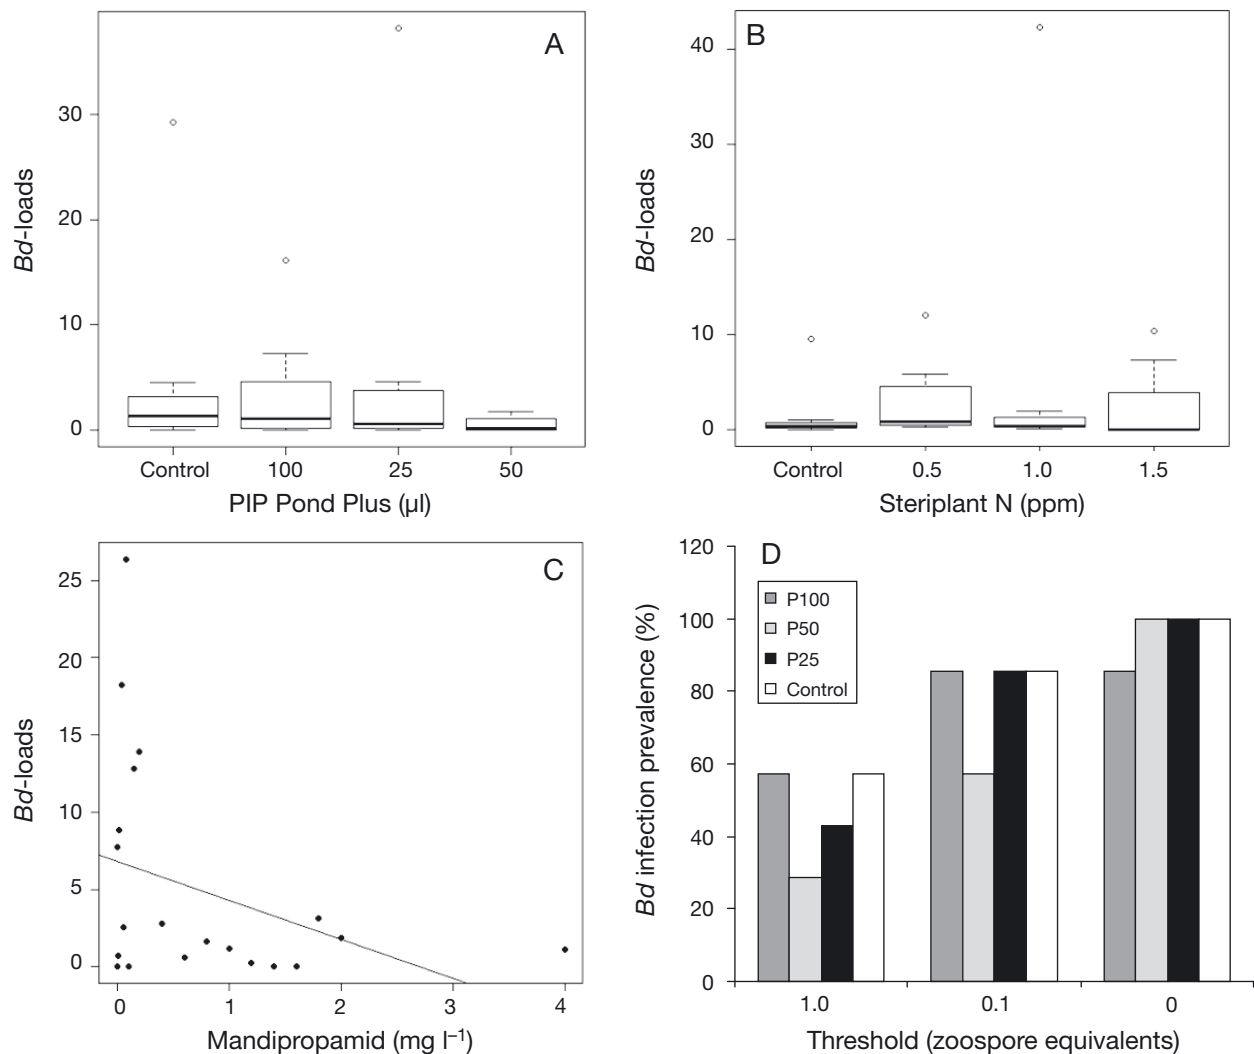 A
30
20
10
0
Bd-loads
Control 100 25 50
PIP Pond Plus (µl)
B
40
30
20
10
0
Bd-loads
Control 0.5 1.0 1.5
Steriplant N (ppm)
C
25
20
15
10
5
0
Bd-loads
0 1 2 3 4
Mandipropamid (mg l⁻¹)
D
120
100
80
60
40
20
0
Bd infection prevalence (%)
P100
P50
P25
Control
1.0 0.1 0
Threshold (zoospore equivalents)